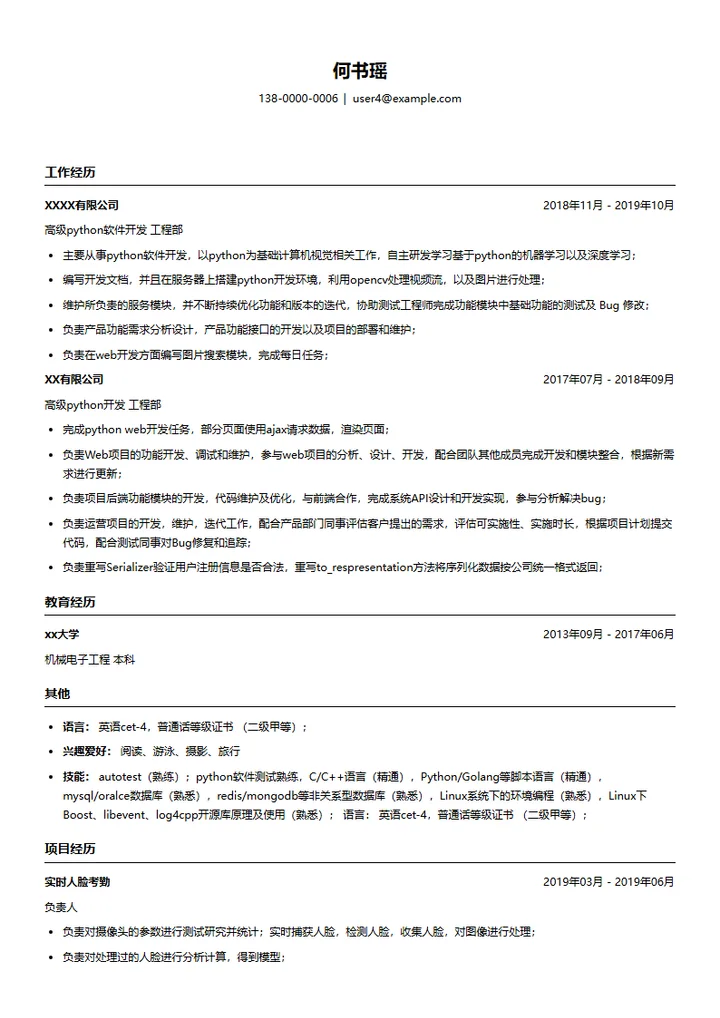 何书瑶
138-0000-0006 | user4@example.com
工作经历
XXXX有限公司 2018年11月 - 2019年10月
高级python软件开发 工程部
• 主要从事python软件开发，以python为基础计算机视觉相关工作，自主研发学习基于python的机器学习以及深度学习；
• 编写开发文档，并且在服务器上搭建python开发环境，利用opencv处理视频流，以及图片进行处理；
• 维护所负责的服务模块，并不断持续优化功能和版本的迭代，协助测试工程师完成功能模块中基础功能的测试及 Bug 修改；
• 负责产品功能需求分析设计，产品功能接口的开发以及项目的部署和维护；
• 负责在web开发方面编写图片搜索模块，完成每日任务；
XX有限公司 2017年07月 - 2018年09月
高级python开发 工程部
• 完成python web开发任务，部分页面使用ajax请求数据，渲染页面；
• 负责Web项目的功能开发、调试和维护，参与web项目的分析、设计、开发，配合团队其他成员完成开发和模块整合，根据新需
求进行更新；
• 负责项目后端功能模块的开发，代码维护及优化，与前端合作，完成系统API设计和开发实现，参与分析解决bug；
• 负责运营项目的开发，维护，迭代工作，配合产品部门同事评估客户提出的需求，评估可实施性、实施时长，根据项目计划提交
代码，配合测试同事对Bug修复和追踪；
• 负责重写Serializer验证用户注册信息是否合法，重写to_respresentation方法将序列化数据按公司统一格式返回；
教育经历
xx大学 2013年09月 - 2017年06月
机械电子工程 本科
其他
• 语言： 英语cet-4，普通话等级证书 （二级甲等）；
• 兴趣爱好： 阅读、游泳、摄影、旅行
• 技能： autotest（熟练）；python软件测试熟练，C/C++语言（精通），Python/Golang等脚本语言（精通），
mysql/oralce数据库（熟悉），redis/mongodb等非关系型数据库（熟悉），Linux系统下的环境编程（熟悉），Linux下
Boost、libevent、log4cpp开源库原理及使用（熟悉）； 语言： 英语cet-4，普通话等级证书 （二级甲等）；
项目经历
实时人脸考勤 2019年03月 - 2019年06月
负责人
• 负责对摄像头的参数进行测试研究并统计；实时捕获人脸，检测人脸，收集人脸，对图像进行处理；
• 负责对处理过的人脸进行分析计算，得到模型；